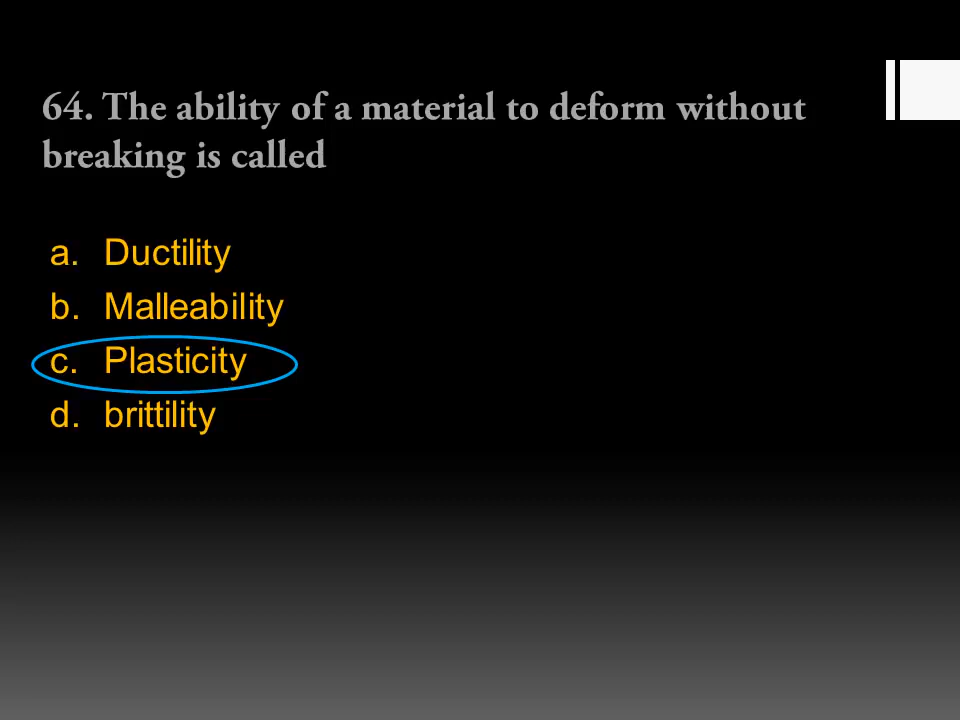 64. The ability of a material to deform without
breaking is called
a. Ductility
b. Malleability
c. Plasticity
d. brittility